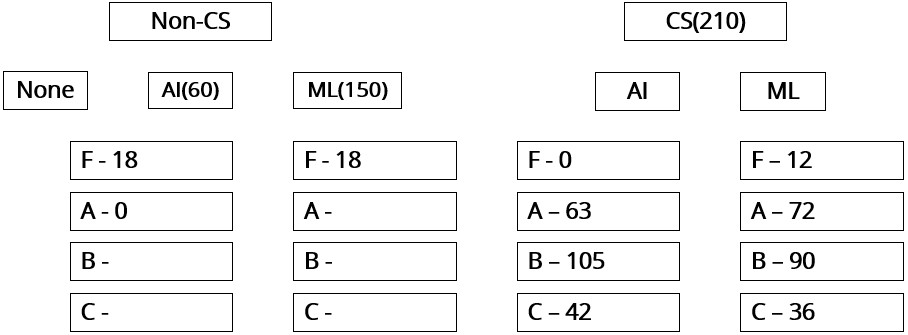 Non-CS CS(210)
None AI(60) ML(150) AI ML
F - 18 F - 18 F - 0 F – 12
A - 0 A - A – 63 A – 72
B - B - B – 105 B – 90
C - C - C – 42 C – 36